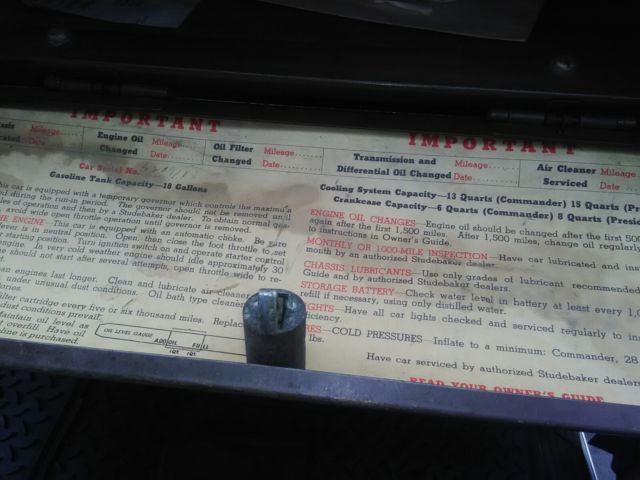 IMPORTANT
Mileage......
Date......
Engine Oil Changed
Mileage......
Date......
Oil Filter Changed
Mileage......
Date......
Car Serial No.
Gasoline Tank Capacity—18 Gallons
This car is equipped with a temporary governor which controls the maximum
during the run-in period. The governor should not be removed until
miles of operation and then by a Studebaker dealer. To obtain normal gas
avoid wide open throttle operation until governor is removed.
THE ENGINE—This car is equipped with an automatic choke. Be sure
lever is in neutral position. Open, then close the foot throttle to set
starting position. Turn ignition switch on and operate starter control
engine. In very cold weather engine should idle approximately 30
should not start after several attempts, open throttle wide to re-
engines last longer. Clean and lubricate air cleaner
under unusual dust conditions. Oil bath type cleaner
filter cartridge every five or six thousand miles. Replace
dust conditions prevail.
Maintain oil level as
overfill. Have
is purchased.
OIL LEVEL GAUGE
ADD OIL
FULL
1QT.
1QT.
IMPORTANT
Transmission and Differential Oil Changed
Mileage......
Date......
Air Cleaner Serviced
Mileage
Date
Cooling System Capacity—13 Quarts (Commander) 15 Quarts
Crankcase Capacity—6 Quarts (Commander) 8 Quarts
ENGINE OIL CHANGES—Engine oil should be changed after the first 500
again after the first 1,500 miles. After 1,500 miles, change oil regularly
to instructions in Owner's Guide.
MONTHLY OR 1000-MILE INSPECTION—Have car lubricated and
month by an authorized Studebaker dealer.
CHASSIS LUBRICANTS—Use only grades of lubricant
Guide and by authorized Studebaker dealers.
STORAGE BATTERY—Check water level in battery at least every
refill if necessary, using only distilled water.
LIGHTS—Have all car lights checked and serviced regularly to
efficiency.
COLD PRESSURES—Inflate to a minimum: Commander, 28
lbs.
Have car serviced by authorized Studebaker dealers
READ YOUR OWNER'S GUIDE